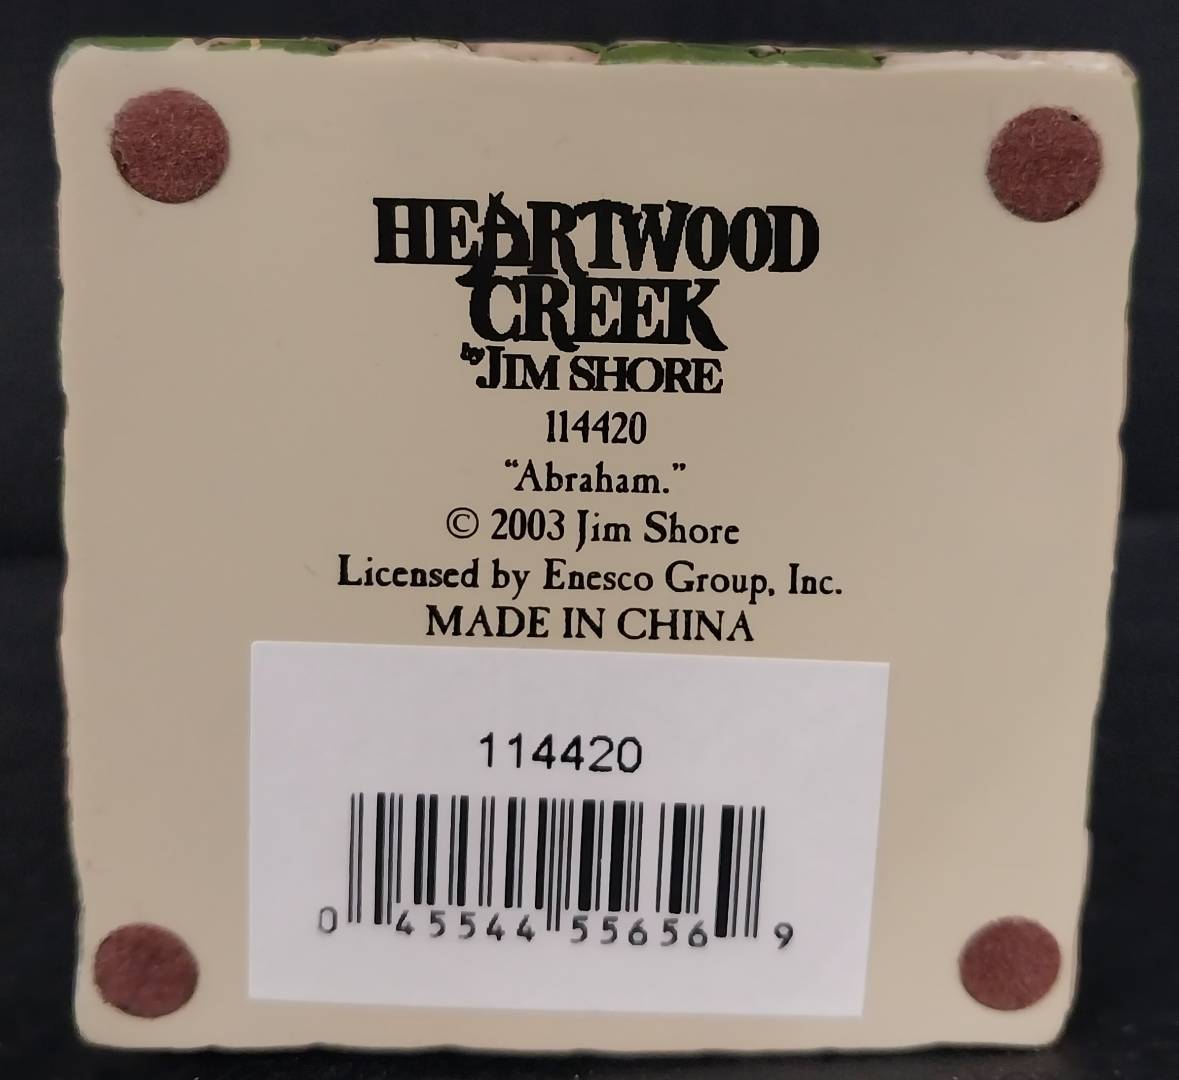 HEARTWOOD
CREEK
by JIM SHORE
114420
“Abraham.”
© 2003 Jim Shore
Licensed by Enesco Group, Inc.
MADE IN CHINA
114420
0 45544 55656 9